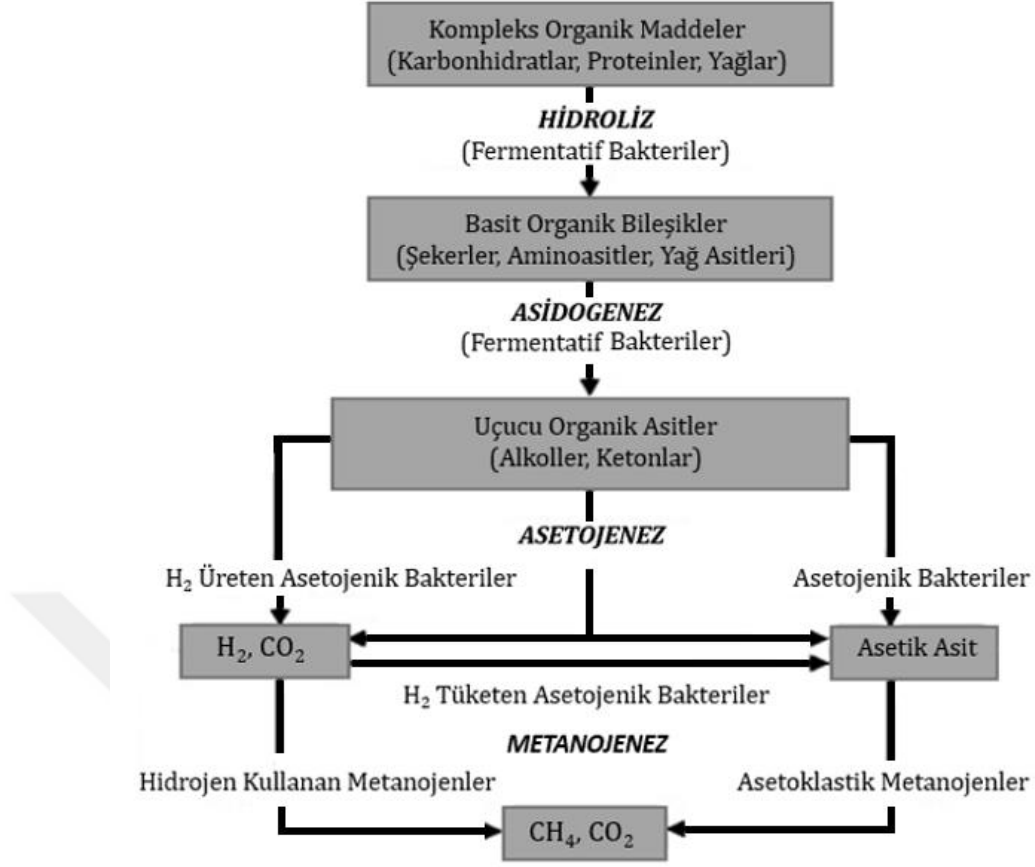 Kompleks Organik Maddeler
(Karbonhidratlar, Proteinler, Yağlar)
HİDROLİZ
(Fermentatif Bakteriler)
Basit Organik Bileşikler
(Şekerler, Aminoasitler, Yağ Asitleri)
ASİDOGENEZ
(Fermentatif Bakteriler)
Uçucu Organik Asitler
(Alkoller, Ketonlar)
ASETOJENEZ
H₂ Üreten Asetojenik Bakteriler
Asetojenik Bakteriler
H₂, CO₂
Asetik Asit
H₂ Tüketen Asetojenik Bakteriler
METANOJENEZ
Hidrojen Kullanan Metanojenler
Asetoklastik Metanojenler
CH₄, CO₂